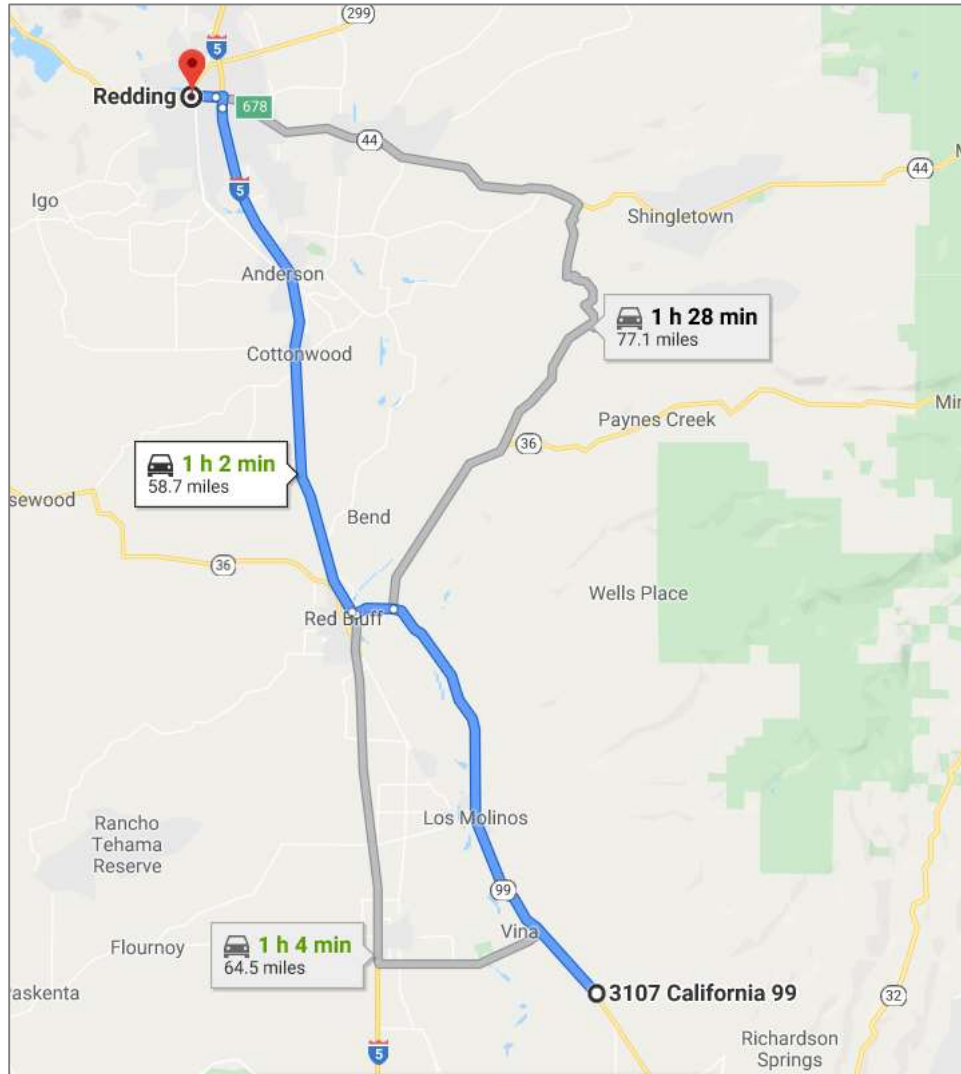 299
5
Redding
678
44
44
M
5
Igo
Shingletown
Anderson
1 h 28 min
77.1 miles
Cottonwood
Paynes Creek
Min
36
1 h 2 min
58.7 miles
sewood
Bend
36
Wells Place
Red Bluff
Los Molinos
Rancho
Tehama
Reserve
99
Vina
1 h 4 min
64.5 miles
Flournoy
Paskenta
3107 California 99
32
5
Richardson
Springs